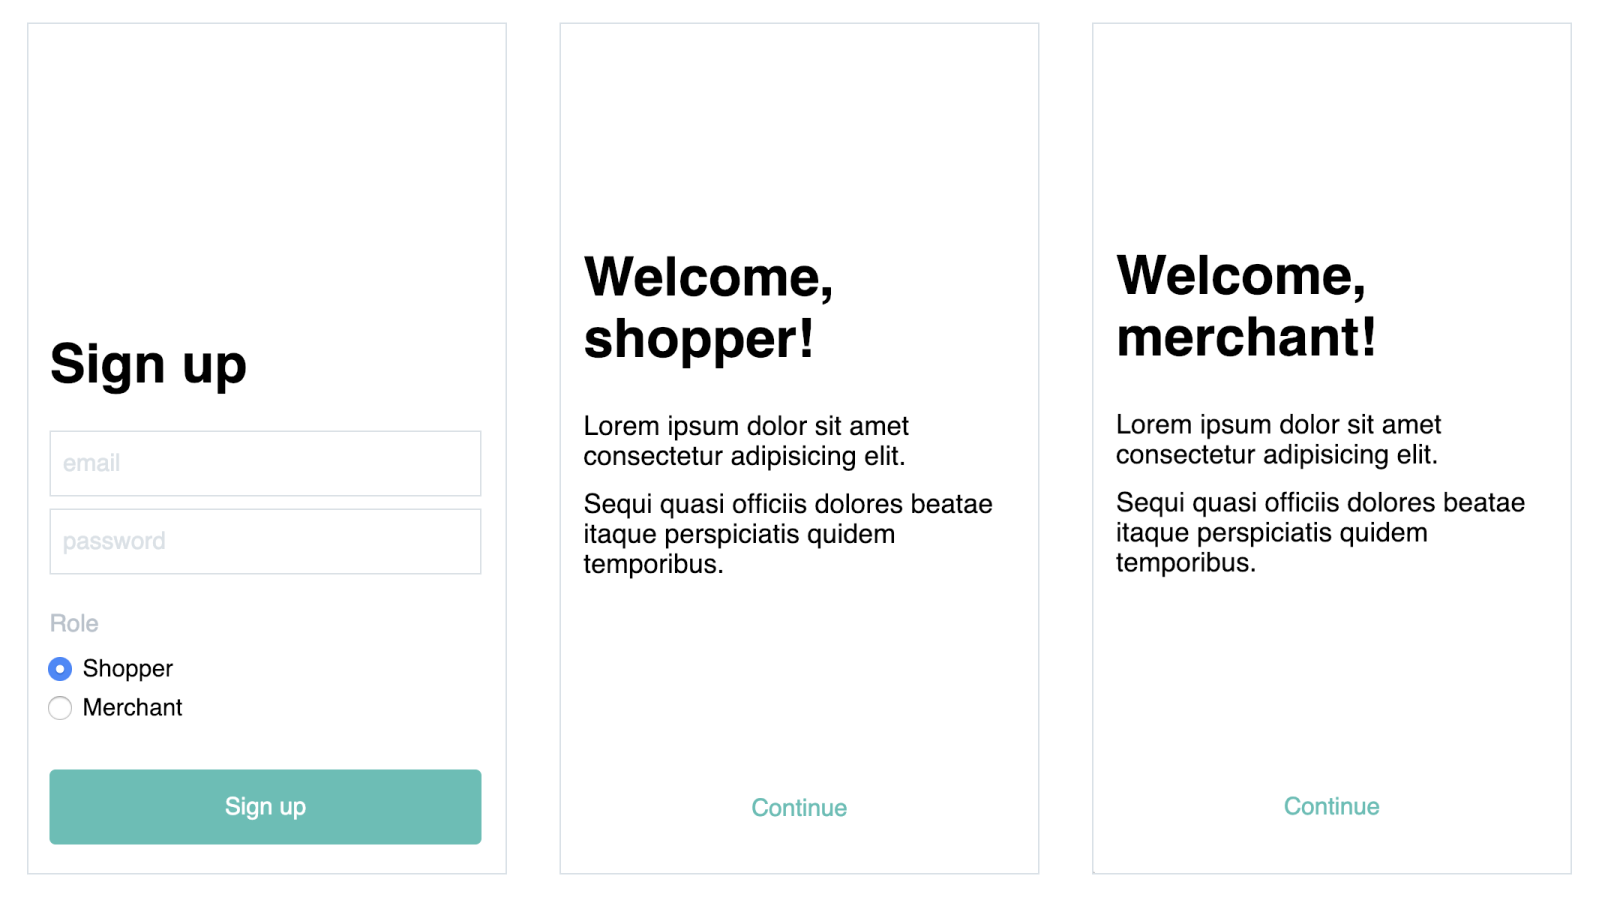 Sign up
email
password
Role
Shopper
Merchant
Sign up
Welcome,
shopper!
Lorem ipsum dolor sit amet
consectetur adipisicing elit.
Sequi quasi officiis dolores beatae
itaque perspiciatis quidem
temporibus.
Continue
Welcome,
merchant!
Lorem ipsum dolor sit amet
consectetur adipisicing elit.
Sequi quasi officiis dolores beatae
itaque perspiciatis quidem
temporibus.
Continue